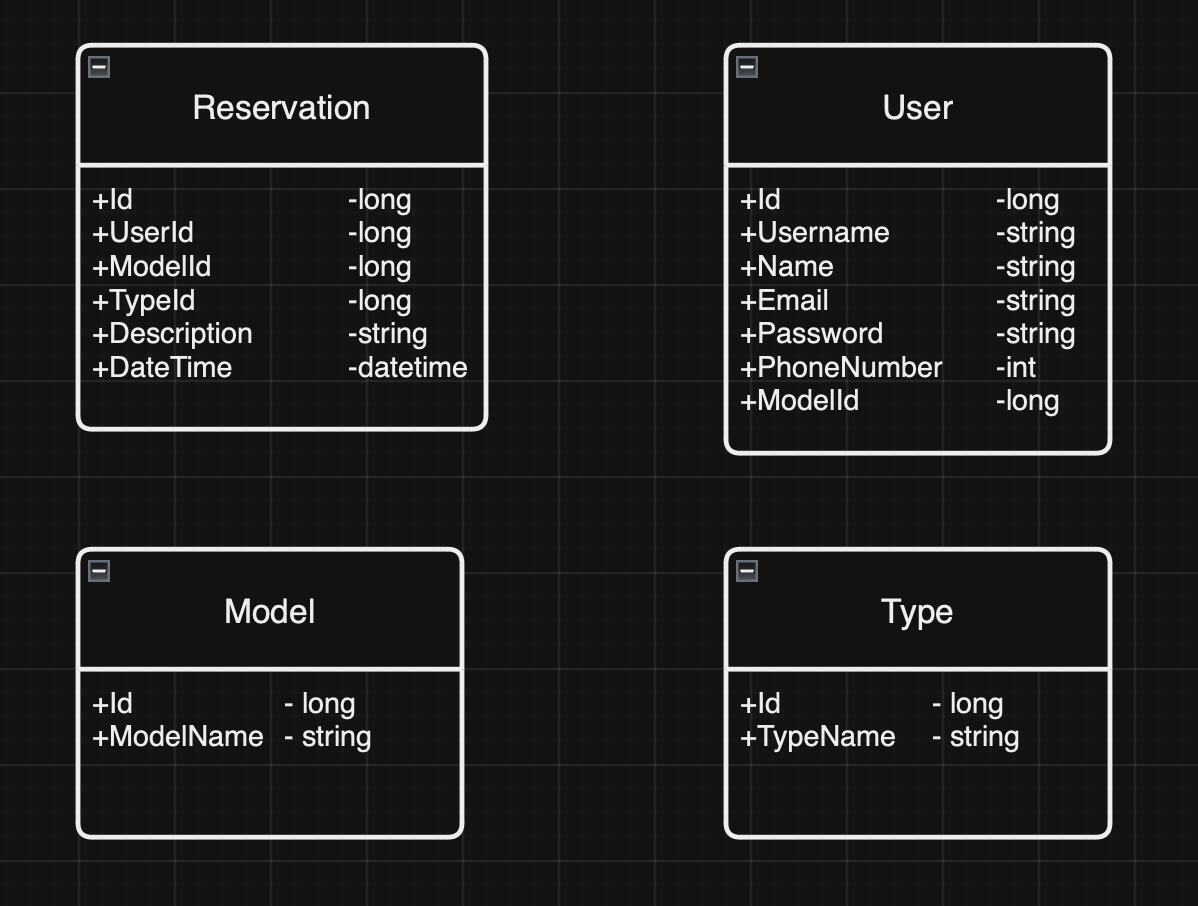 Reservation
+Id -long
+UserId -long
+ModelId -long
+TypeId -long
+Description -string
+DateTime -datetime
User
+Id -long
+Username -string
+Name -string
+Email -string
+Password -string
+PhoneNumber -int
+ModelId -long
Model
+Id - long
+ModelName - string
Type
+Id - long
+TypeName - string